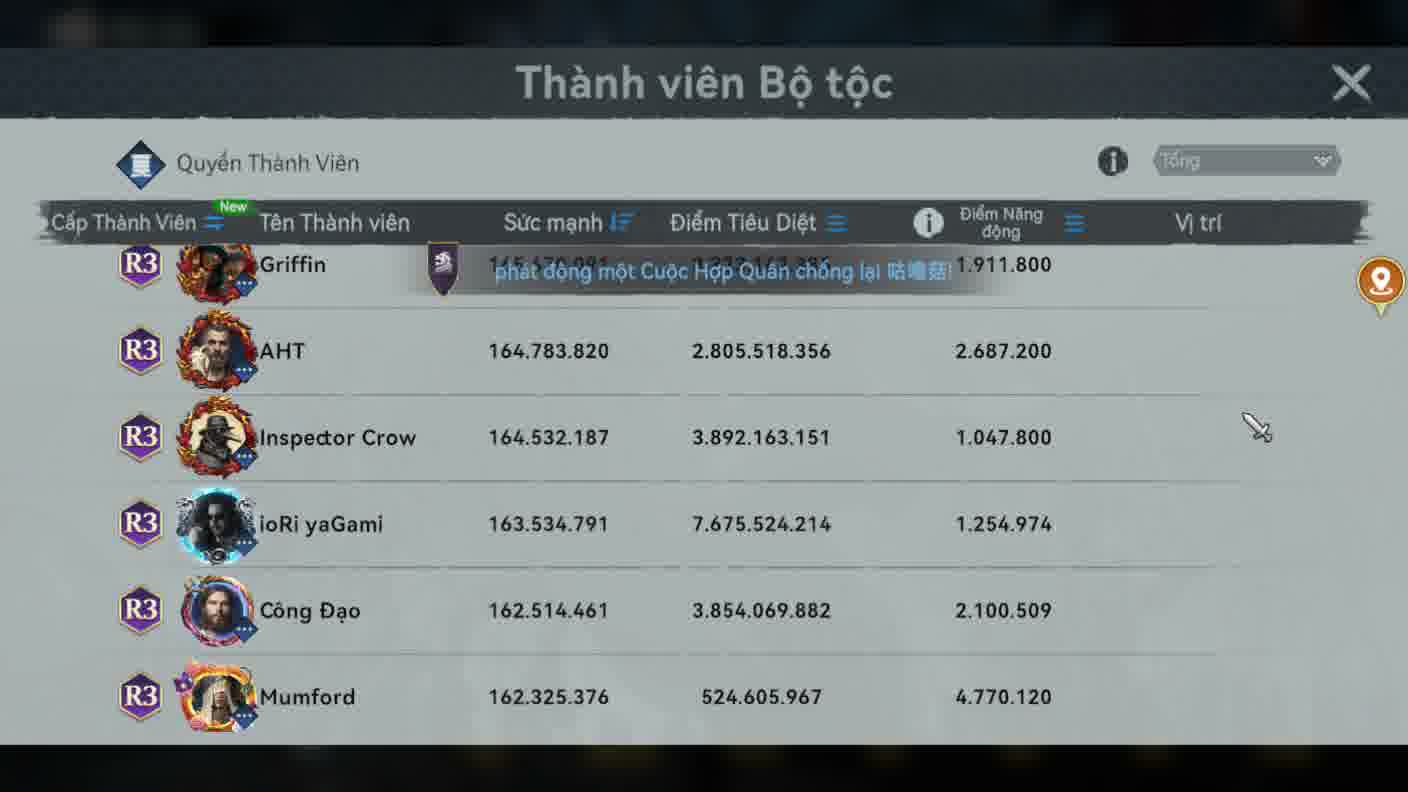 Thành viên Bộ tộc
Quyển Thành Viên
Tổng
Cấp Thành Viên New Tên Thành viên Sức mạnh Điểm Tiêu Diệt Điểm Năng động Vị trí
R3 Griffin 1.911.800
phát động một Cuộc Hợp Quân chống lại 咕噜菇!
R3 AHT 164.783.820 2.805.518.356 2.687.200
R3 Inspector Crow 164.532.187 3.892.163.151 1.047.800
R3 ioRi yaGami 163.534.791 7.675.524.214 1.254.974
R3 Công Đạo 162.514.461 3.854.069.882 2.100.509
R3 Mumford 162.325.376 524.605.967 4.770.120